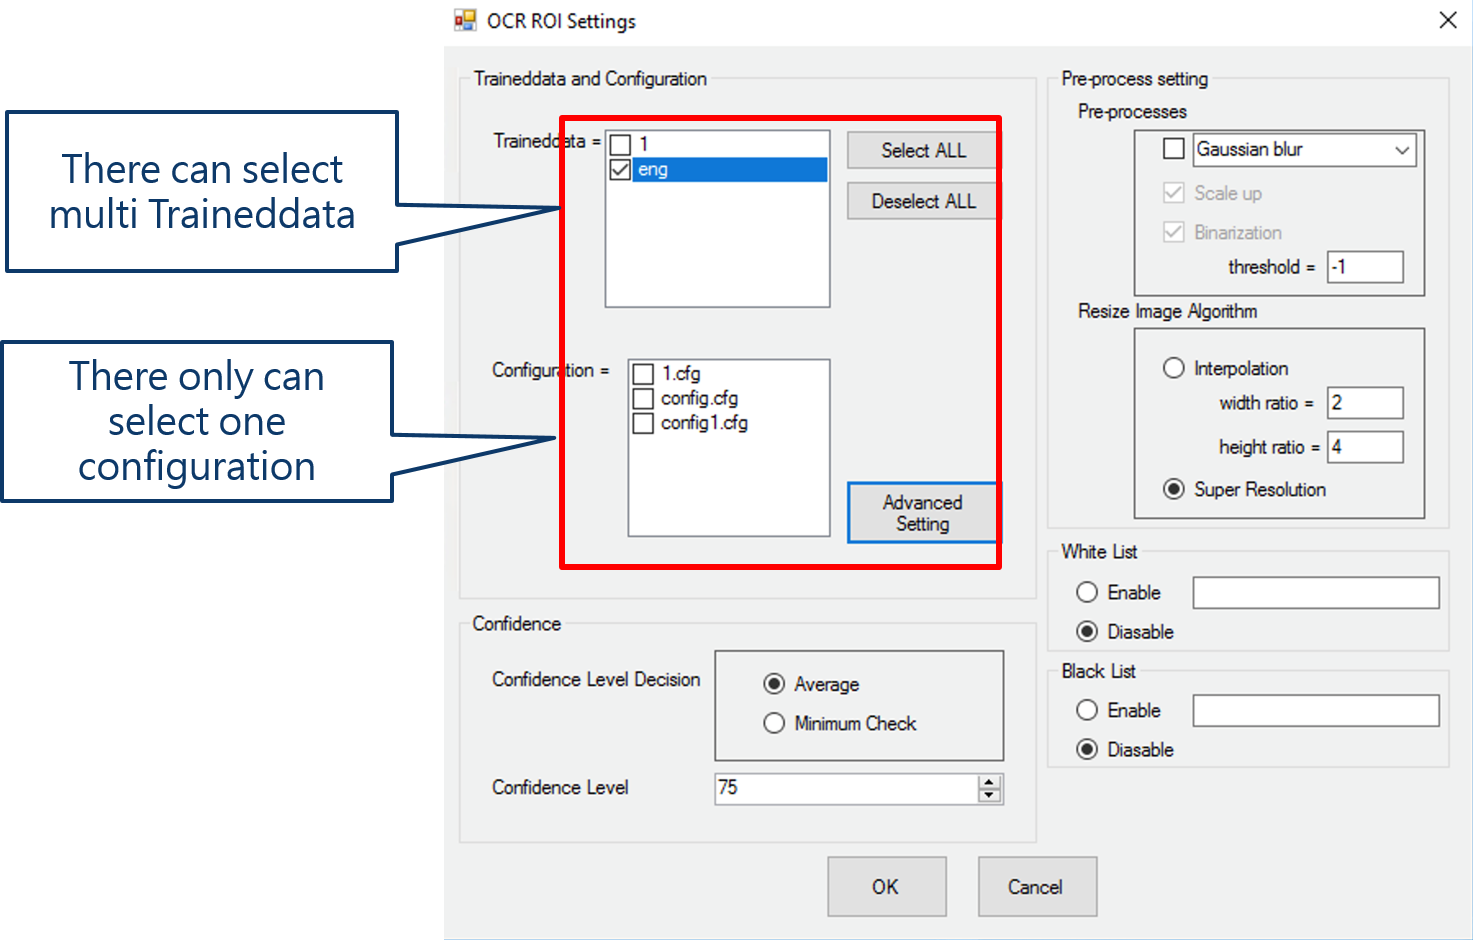 OCR ROI Settings
There can select
multi Traineddata
There only can
select one
configuration
Traineddata and Configuration
Traineddata =
1
eng
Select ALL
Deselect ALL
Configuration =
1.cfg
config.cfg
config1.cfg
Advanced
Setting
Confidence
Confidence Level Decision
Average
Minimum Check
Confidence Level
75
Pre-process setting
Pre-processes
Gaussian blur
Scale up
Binarization
threshold =
-1
Resize Image Algorithm
Interpolation
width ratio =
2
height ratio =
4
Super Resolution
White List
Enable
Diasable
Black List
Enable
Diasable
OK
Cancel